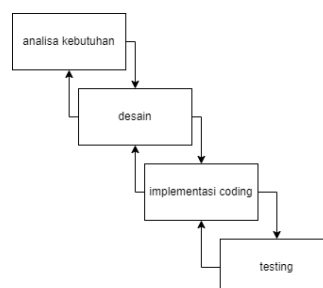 analisa kebutuhan
desain
implementasi coding
testing